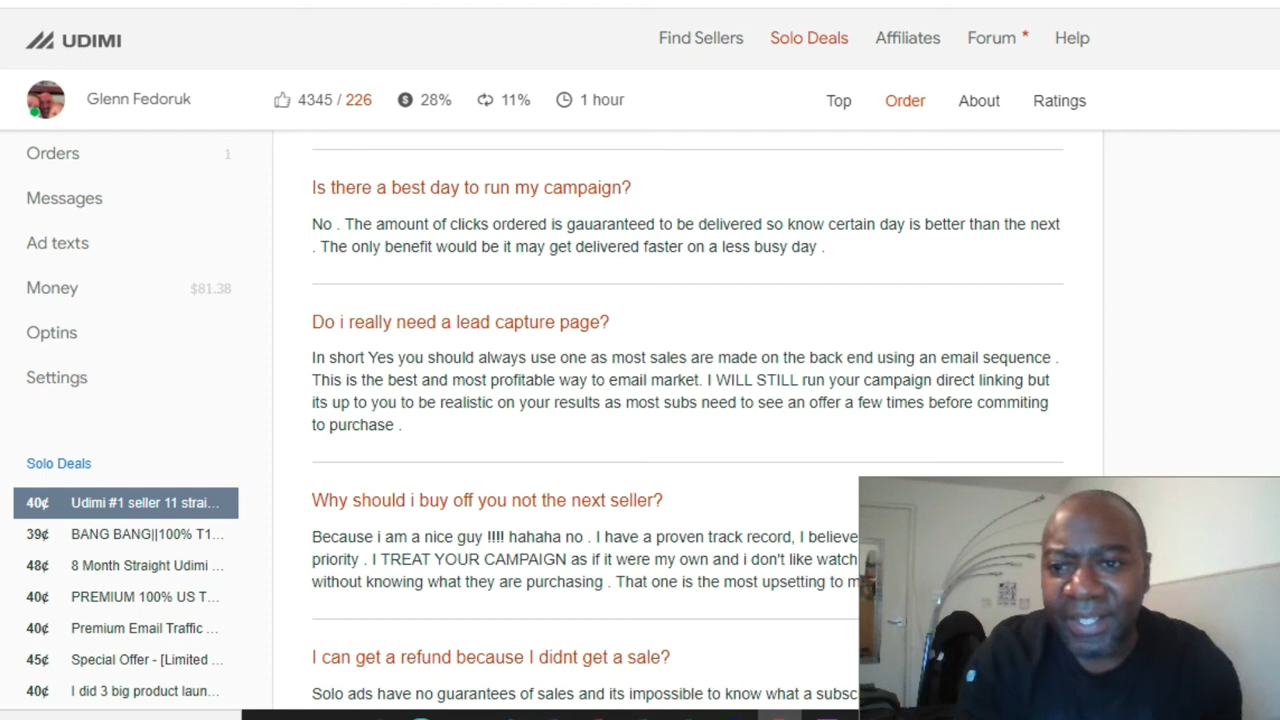 UDIMI
Find Sellers Solo Deals Affiliates Forum * Help
Glenn Fedoruk 4345 / 226 28% 11% 1 hour Top Order About Ratings
Orders 1
Messages
Ad texts
Money $81.38
Optins
Settings
Solo Deals
40¢ Udimi #1 seller 11 strai...
39¢ BANG BANG||100% T1...
48¢ 8 Month Straight Udimi ...
40¢ PREMIUM 100% US T...
40¢ Premium Email Traffic ...
45¢ Special Offer - [Limited ...
40¢ I did 3 big product laun...
Is there a best day to run my campaign?
No . The amount of clicks ordered is gauaranteed to be delivered so know certain day is better than the next
. The only benefit would be it may get delivered faster on a less busy day .
Do i really need a lead capture page?
In short Yes you should always use one as most sales are made on the back end using an email sequence .
This is the best and most profitable way to email market. I WILL STILL run your campaign direct linking but
its up to you to be realistic on your results as most subs need to see an offer a few times before commiting
to purchase .
Why should i buy off you not the next seller?
Because i am a nice guy !!!! hahaha no . I have a proven track record, I believe
priority . I TREAT YOUR CAMPAIGN as if it were my own and i don't like watch
without knowing what they are purchasing . That one is the most upsetting to m
I can get a refund because I didnt get a sale?
Solo ads have no guarantees of sales and its impossible to know what a subsc